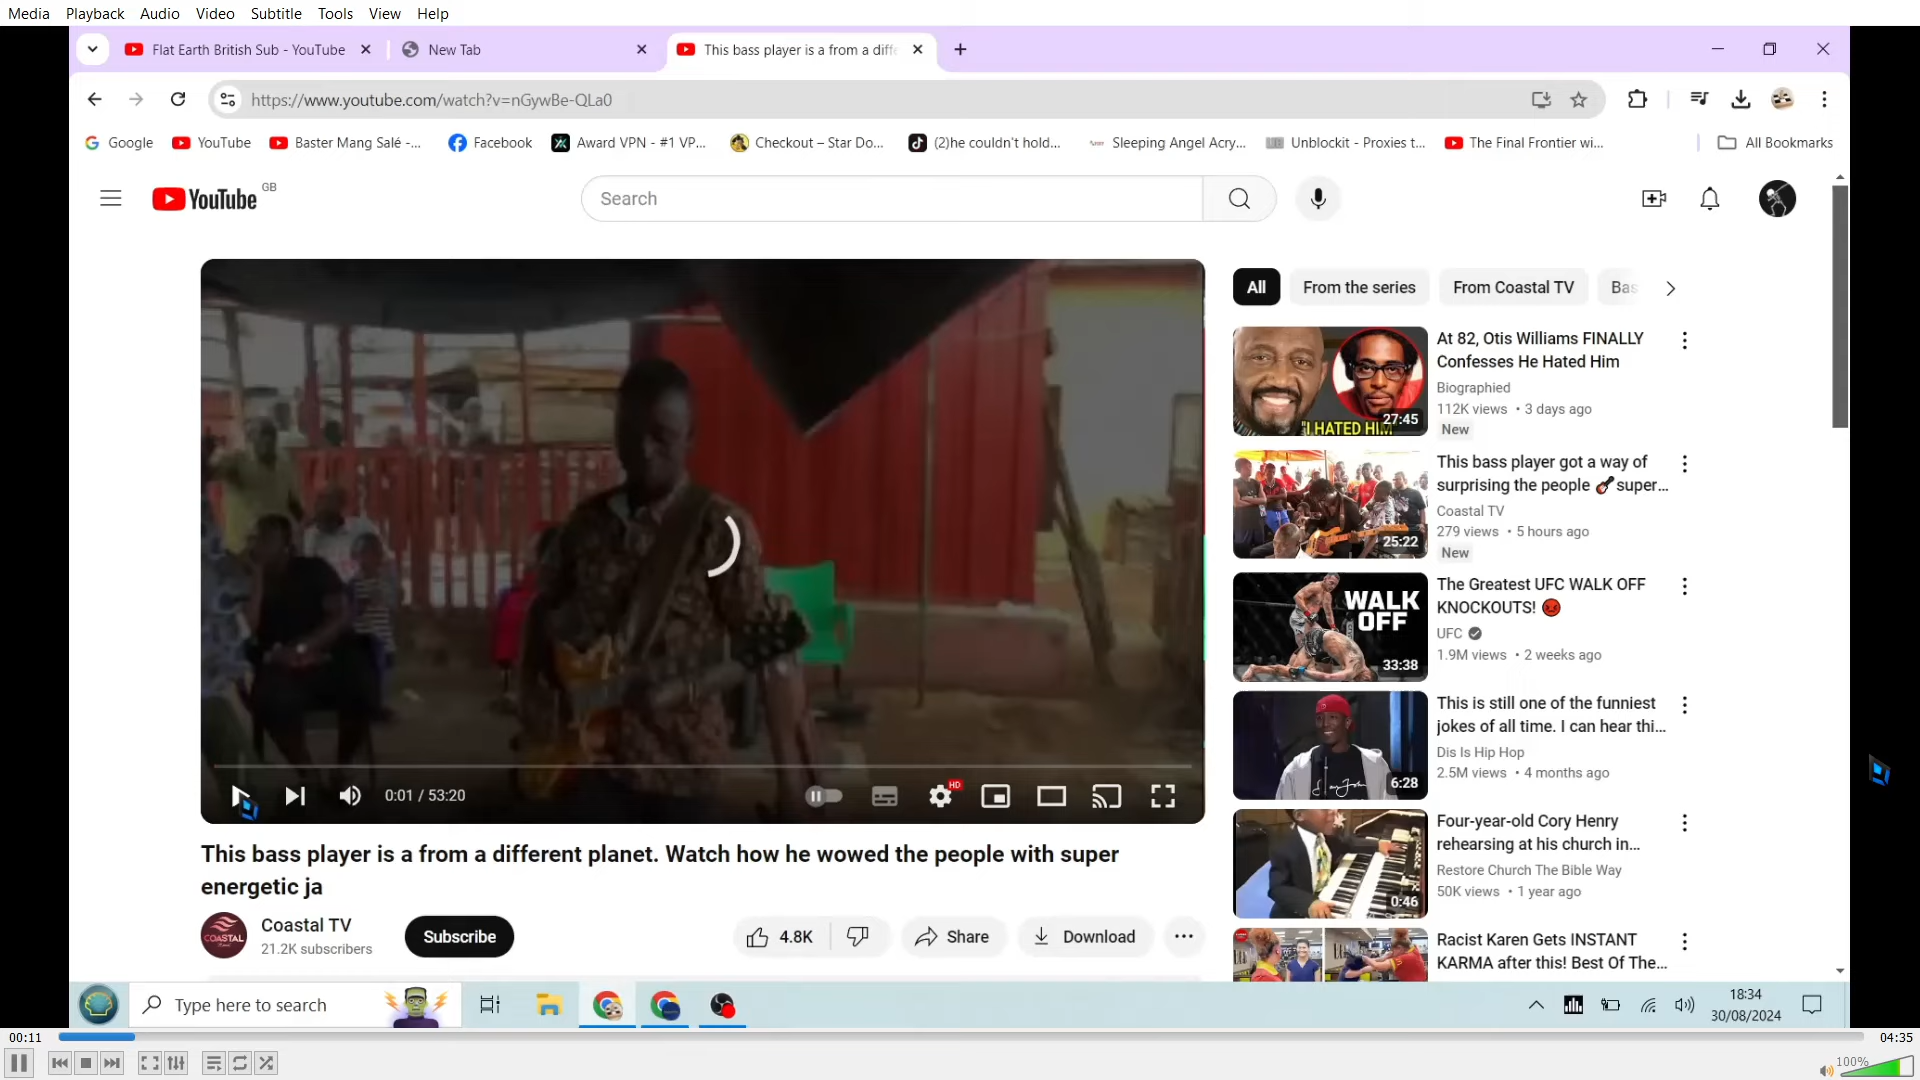 Media Playback Audio Video Subtitle Tools View Help
Flat Earth British Sub - YouTube New Tab This bass player is a from a diffe
https://www.youtube.com/watch?v=nGywBe-QLa0
Google YouTube Baster Mang Salé -... Facebook Award VPN - #1 VP... Checkout – Star Do... (2)he couldn't hold... Sleeping Angel Acry... Unblockit - Proxies t... The Final Frontier wi... All Bookmarks
YouTube GB Search
All From the series From Coastal TV Bas
At 82, Otis Williams FINALLY
Confesses He Hated Him
Biographied
112K views • 3 days ago
New
27:45
I HATED HIM
This bass player got a way of
surprising the people 🎸super...
Coastal TV
279 views • 5 hours ago
New
25:22
The Greatest UFC WALK OFF
KNOCKOUTS! 😡
UFC
1.9M views • 2 weeks ago
WALK
OFF
33:38
This is still one of the funniest
jokes of all time. I can hear thi...
Dis Is Hip Hop
2.5M views • 4 months ago
6:28
Four-year-old Cory Henry
rehearsing at his church in...
Restore Church The Bible Way
50K views • 1 year ago
0:46
Racist Karen Gets INSTANT
KARMA after this! Best Of The...
0:01 / 53:20 HD
This bass player is a from a different planet. Watch how he wowed the people with super
energetic ja
COASTAL
Coastal TV
21.2K subscribers
Subscribe 4.8K Share Download
Type here to search
18:34
30/08/2024
00:11 04:35
100%